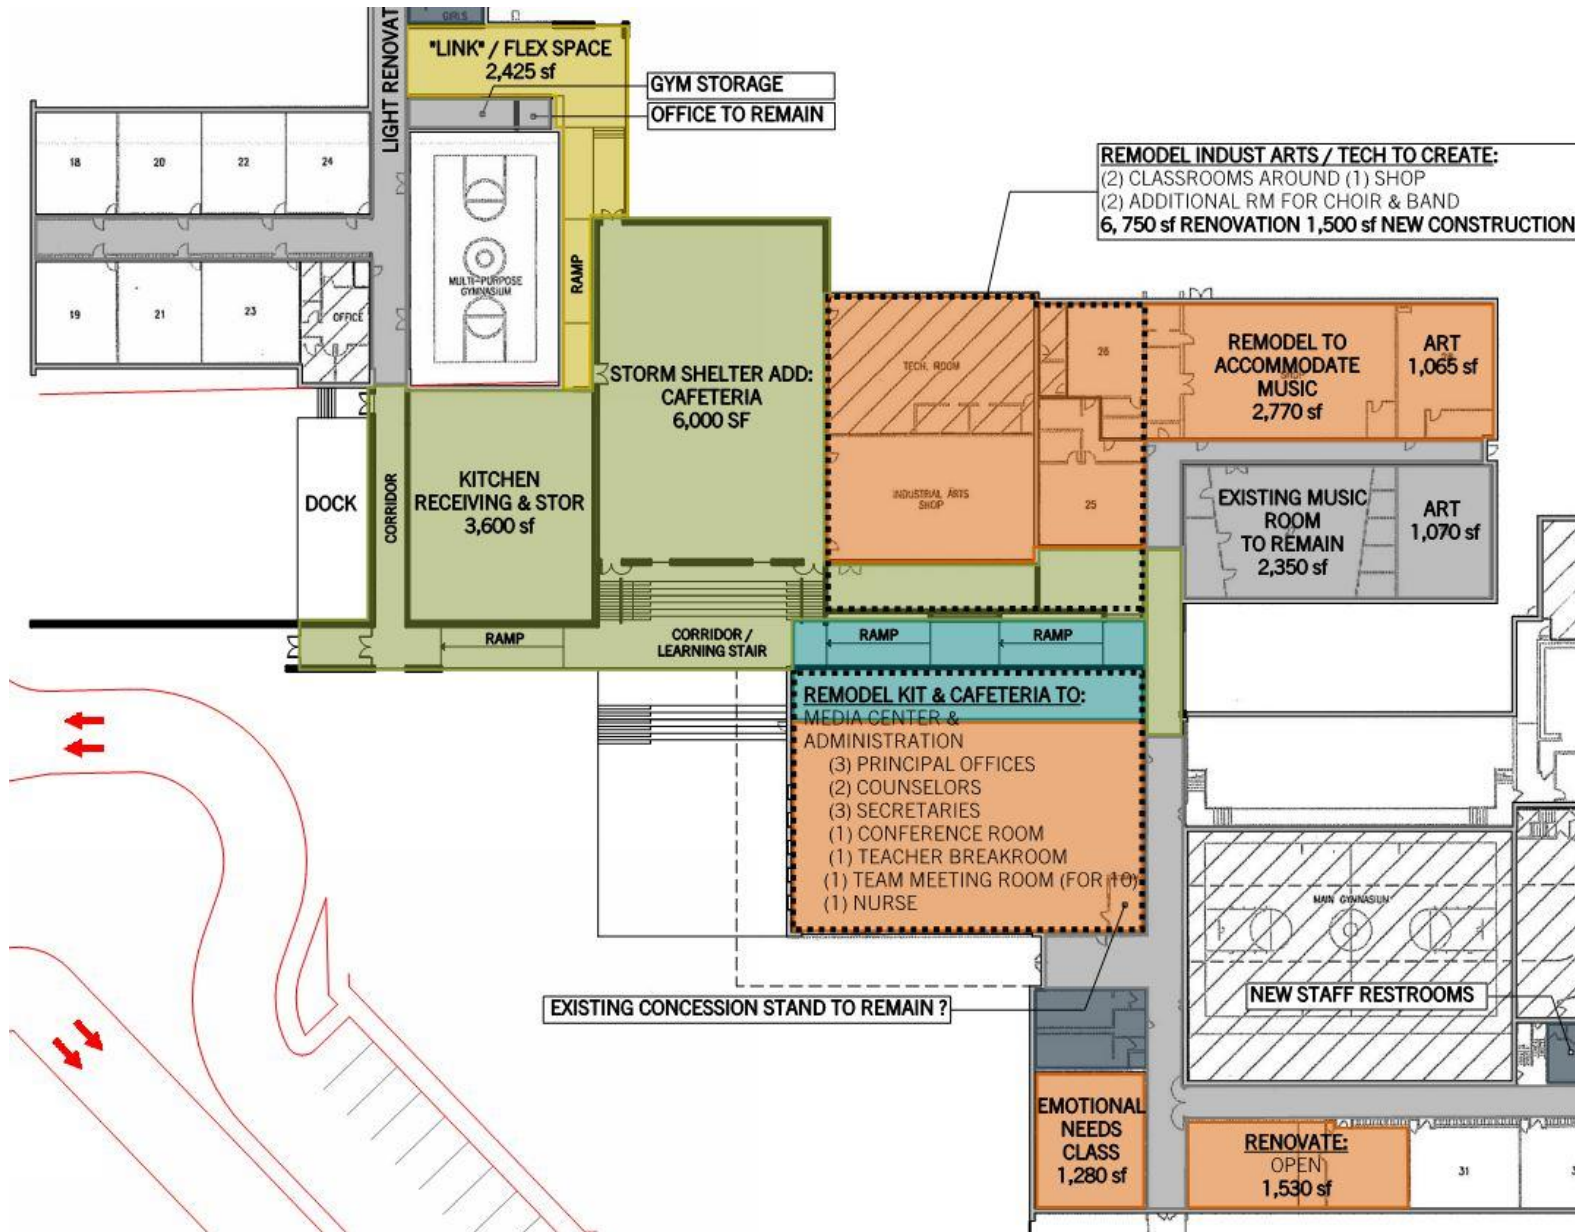 GIRLS
LIGHT RENOVAT
"LINK" / FLEX SPACE
2,425 sf
GYM STORAGE
OFFICE TO REMAIN
18
20
22
24
19
21
23
OFFICE
MULTI-PURPOSE
GYMNASIUM
RAMP
REMODEL INDUST ARTS / TECH TO CREATE:
(2) CLASSROOMS AROUND (1) SHOP
(2) ADDITIONAL RM FOR CHOIR & BAND
6, 750 sf RENOVATION 1,500 sf NEW CONSTRUCTION
STORM SHELTER ADD:
CAFETERIA
6,000 SF
TECH. ROOM
26
REMODEL TO
ACCOMMODATE
MUSIC
2,770 sf
ART
1,065 sf
DOCK
CORRIDOR
KITCHEN
RECEIVING & STOR
3,600 sf
INDUSTRIAL ARTS
SHOP
25
EXISTING MUSIC
ROOM
TO REMAIN
2,350 sf
ART
1,070 sf
RAMP
CORRIDOR /
LEARNING STAIR
RAMP
RAMP
REMODEL KIT & CAFETERIA TO:
MEDIA CENTER &
ADMINISTRATION
(3) PRINCIPAL OFFICES
(2) COUNSELORS
(3) SECRETARIES
(1) CONFERENCE ROOM
(1) TEACHER BREAKROOM
(1) TEAM MEETING ROOM (FOR 10)
(1) NURSE
MAIN GYMNASIUM
EXISTING CONCESSION STAND TO REMAIN ?
NEW STAFF RESTROOMS
EMOTIONAL
NEEDS
CLASS
1,280 sf
RENOVATE:
OPEN
1,530 sf
31